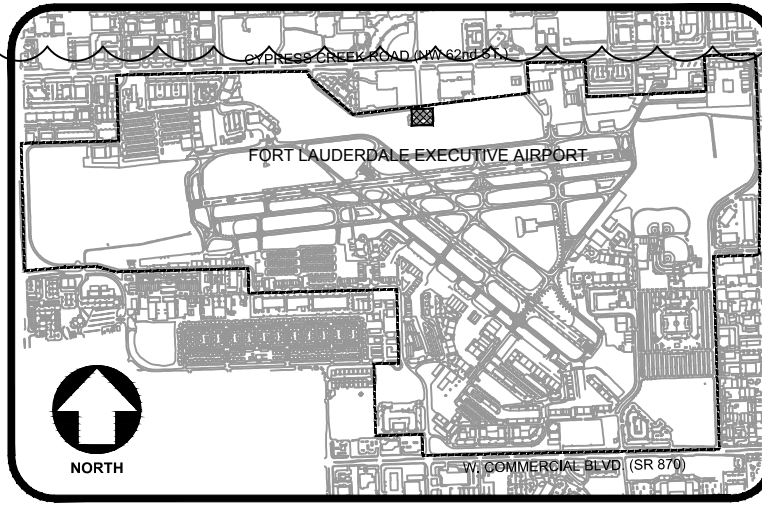 CYPRESS CREEK ROAD (NW 62nd ST.)
FORT LAUDERDALE EXECUTIVE AIRPORT
NORTH
W. COMMERCIAL BLVD. (SR 870)